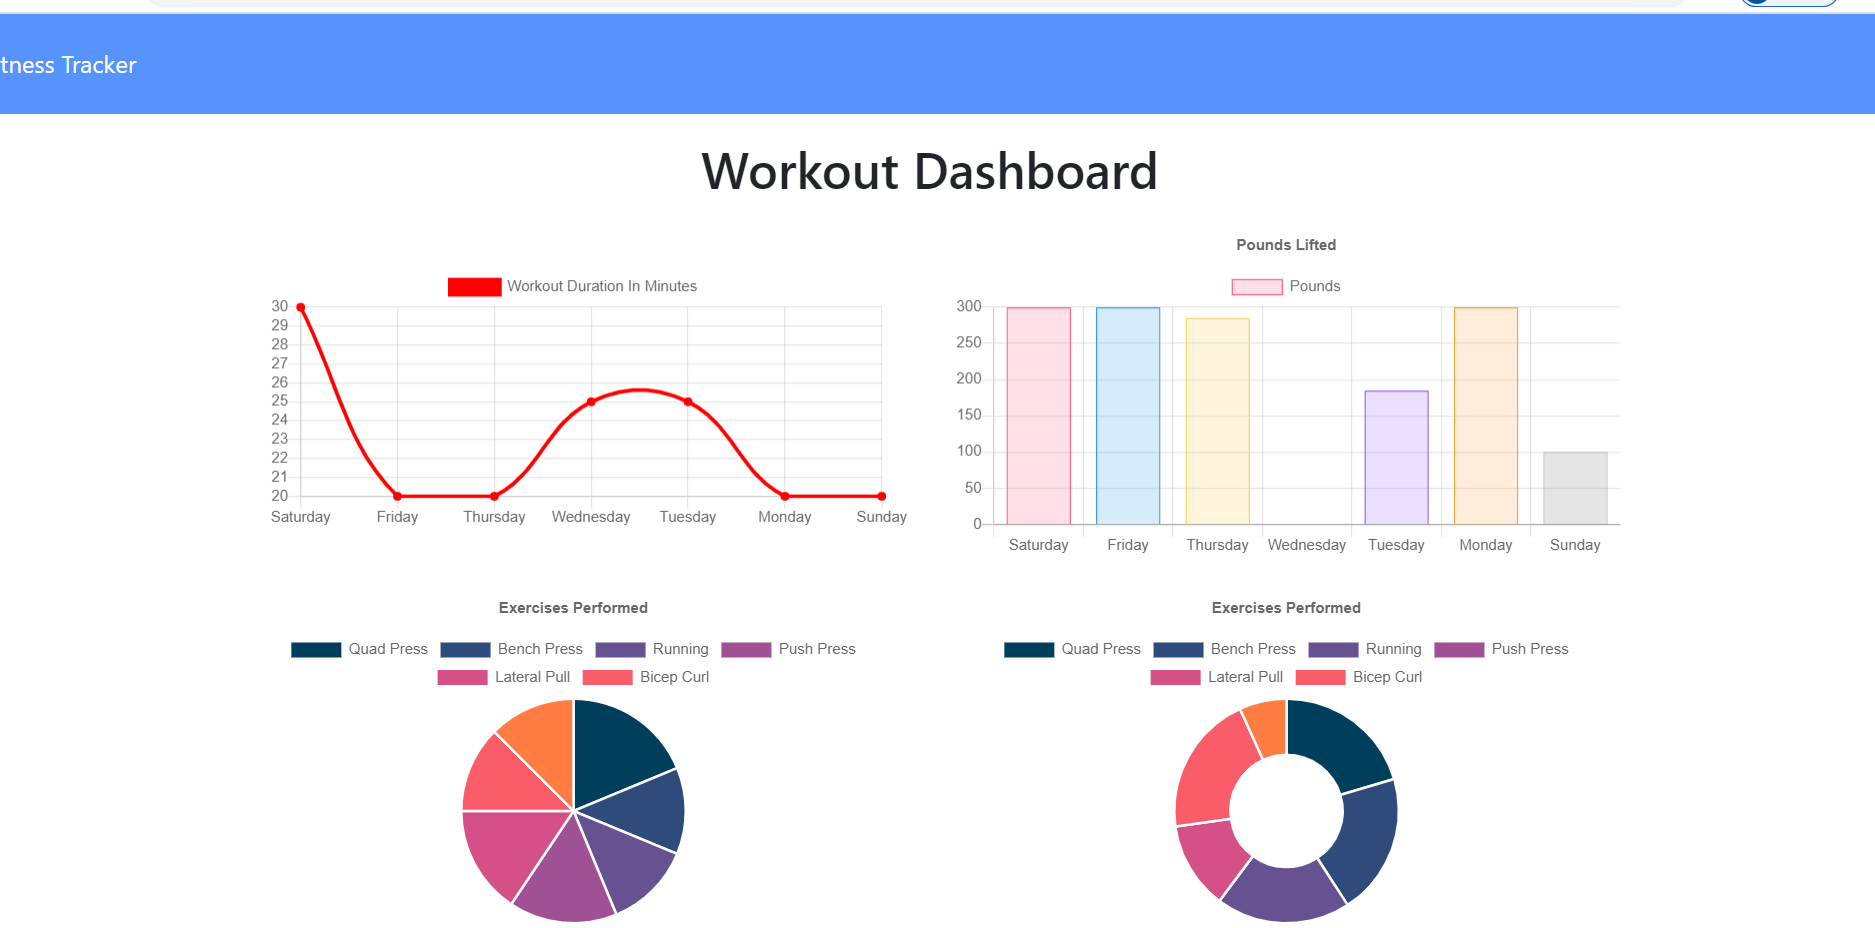 tness Tracker
Workout Dashboard
Workout Duration In Minutes
30
29
28
27
26
25
24
23
22
21
20
Saturday Friday Thursday Wednesday Tuesday Monday Sunday
Pounds Lifted
Pounds
300
250
200
150
100
50
0
Saturday Friday Thursday Wednesday Tuesday Monday Sunday
Exercises Performed
Quad Press Bench Press Running Push Press
Lateral Pull Bicep Curl
Exercises Performed
Quad Press Bench Press Running Push Press
Lateral Pull Bicep Curl